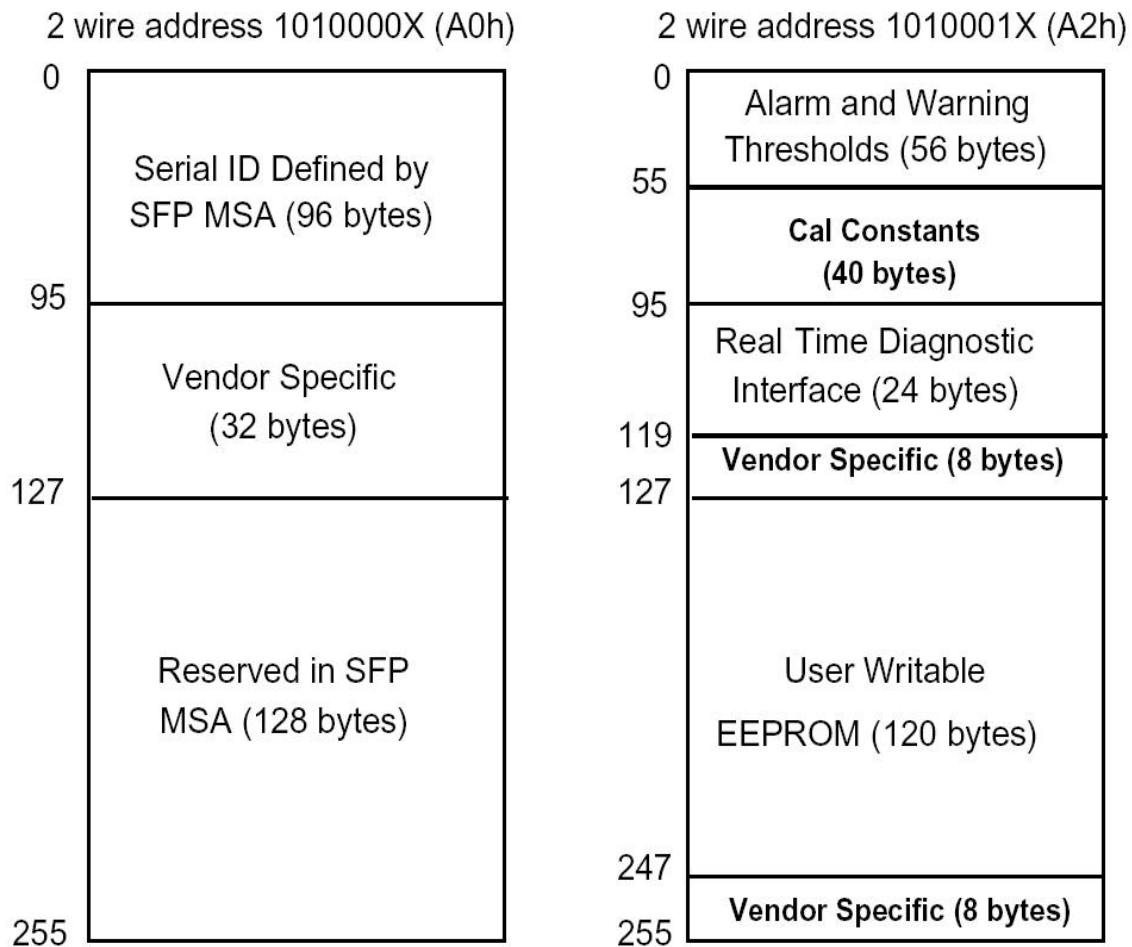 2 wire address 1010000X (A0h)
0
Serial ID Defined by
SFP MSA (96 bytes)
95
Vendor Specific
(32 bytes)
127
Reserved in SFP
MSA (128 bytes)
255
2 wire address 1010001X (A2h)
0
Alarm and Warning
Thresholds (56 bytes)
55
Cal Constants
(40 bytes)
95
Real Time Diagnostic
Interface (24 bytes)
119
Vendor Specific (8 bytes)
127
User Writable
EEPROM (120 bytes)
247
Vendor Specific (8 bytes)
255